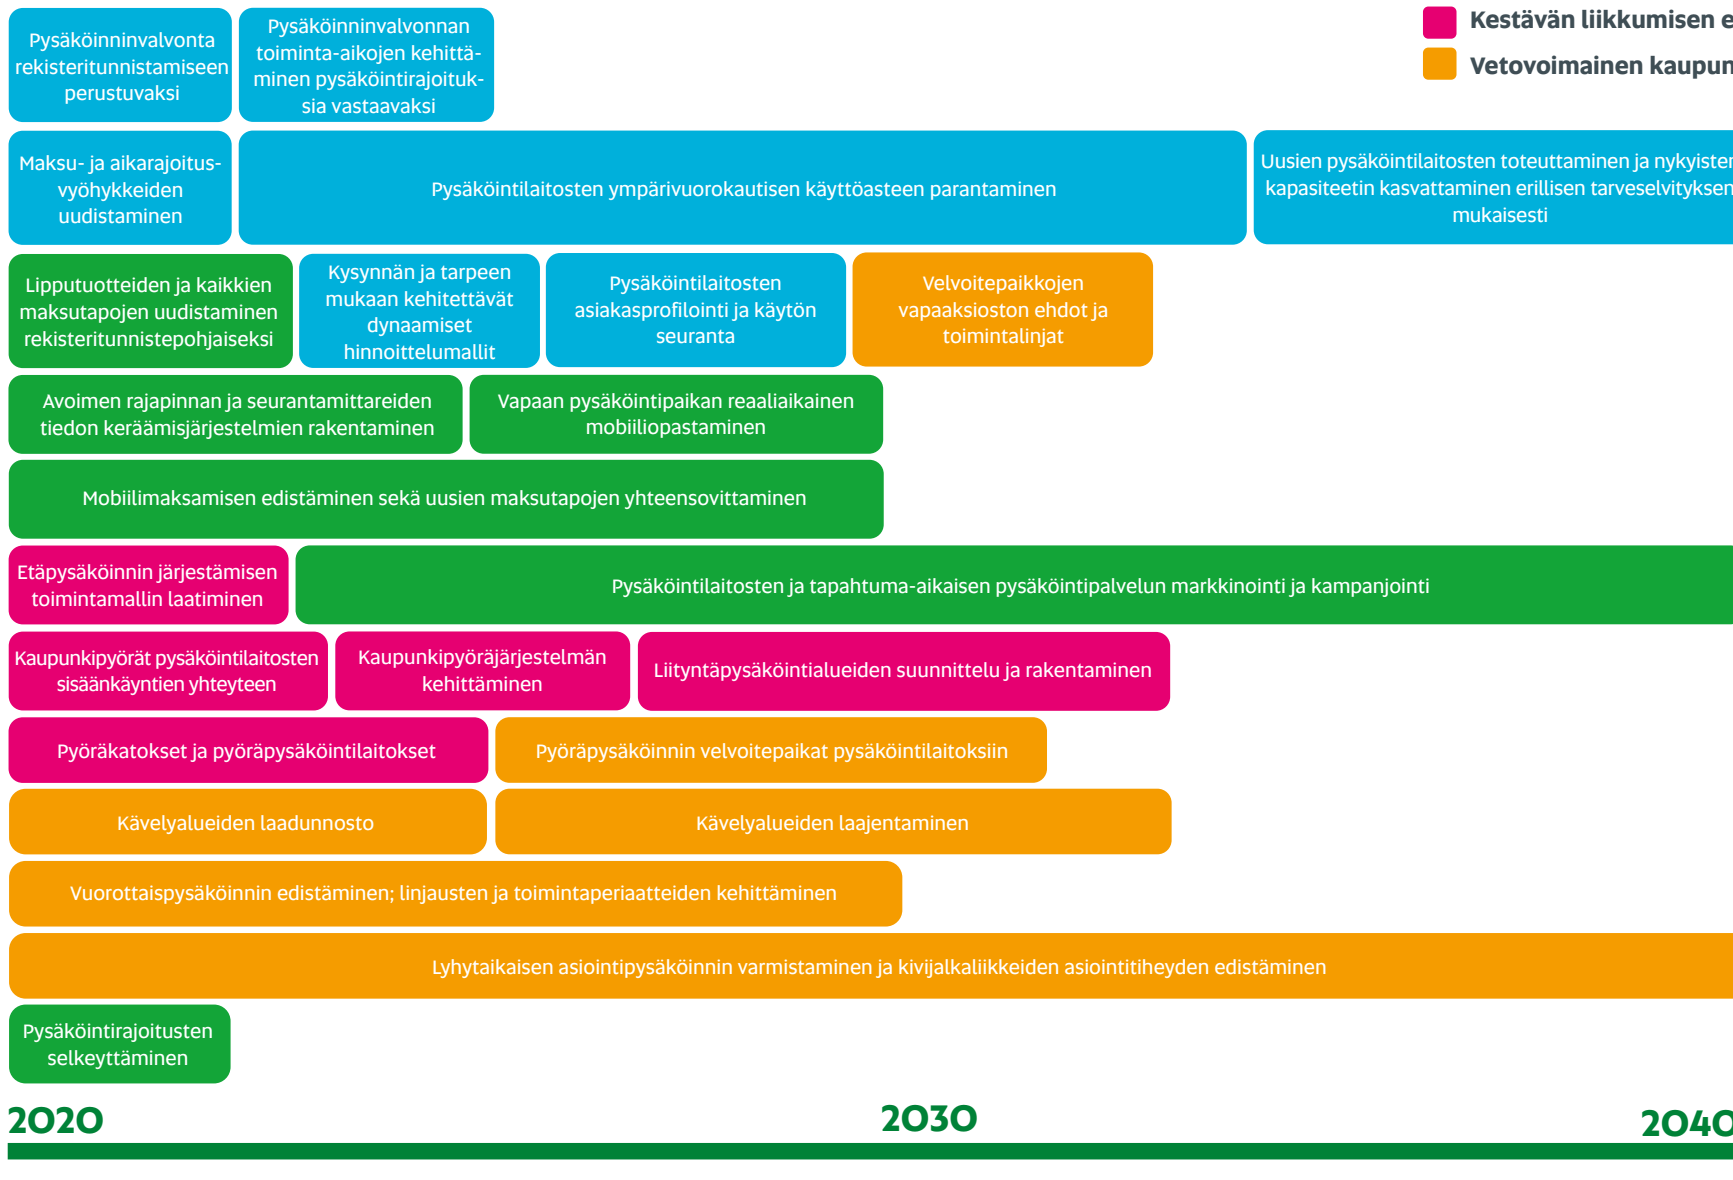 Pysäköinninvalvonta
rekisteritunnistamiseen
perustuvaksi
Pysäköinninvalvonnan
toiminta-aikojen kehittä-
minen pysäköintirajoituk-
sia vastaavaksi
Kestävän liikkumisen e
Vetovoimainen kaupun
Maksu- ja aikarajoitus-
vyöhykkeiden
uudistaminen
Pysäköintilaitosten ympärivuorokautisen käyttöasteen parantaminen
Uusien pysäköintilaitosten toteuttaminen ja nykyisten
kapasiteetin kasvattaminen erillisen tarveselvityksen
mukaisesti
Lipputuotteiden ja kaikkien
maksutapojen uudistaminen
rekisteritunnistepohjaiseksi
Kysynnän ja tarpeen
mukaan kehitettävät
dynaamiset
hinnoittelumallit
Pysäköintilaitosten
asiakasprofilointi ja käytön
seuranta
Velvoitepaikkojen
vapaaksioston ehdot ja
toimintalinjat
Avoimen rajapinnan ja seurantamittareiden
tiedon keräämisjärjestelmien rakentaminen
Vapaan pysäköintipaikan reaaliaikainen
mobiiliopastaminen
Mobiilimaksamisen edistäminen sekä uusien maksutapojen yhteensovittaminen
Etäpysäköinnin järjestämisen
toimintamallin laatiminen
Pysäköintilaitosten ja tapahtuma-aikaisen pysäköintipalvelun markkinointi ja kampanjointi
Kaupunkipyörät pysäköintilaitosten
sisäänkäyntien yhteyteen
Kaupunkipyöräjärjestelmän
kehittäminen
Liityntäpysäköintialueiden suunnittelu ja rakentaminen
Pyöräkatokset ja pyöräpysäköintilaitokset
Pyöräpysäköinnin velvoitepaikat pysäköintilaitoksiin
Kävelyalueiden laadunnosto
Kävelyalueiden laajentaminen
Vuorottaispysäköinnin edistäminen; linjausten ja toimintaperiaatteiden kehittäminen
Lyhytaikaisen asiointipysäköinnin varmistaminen ja kivijalkaliikkeiden asiointitiheyden edistäminen
Pysäköintirajoitusten
selkeyttäminen
2020
2030
2040